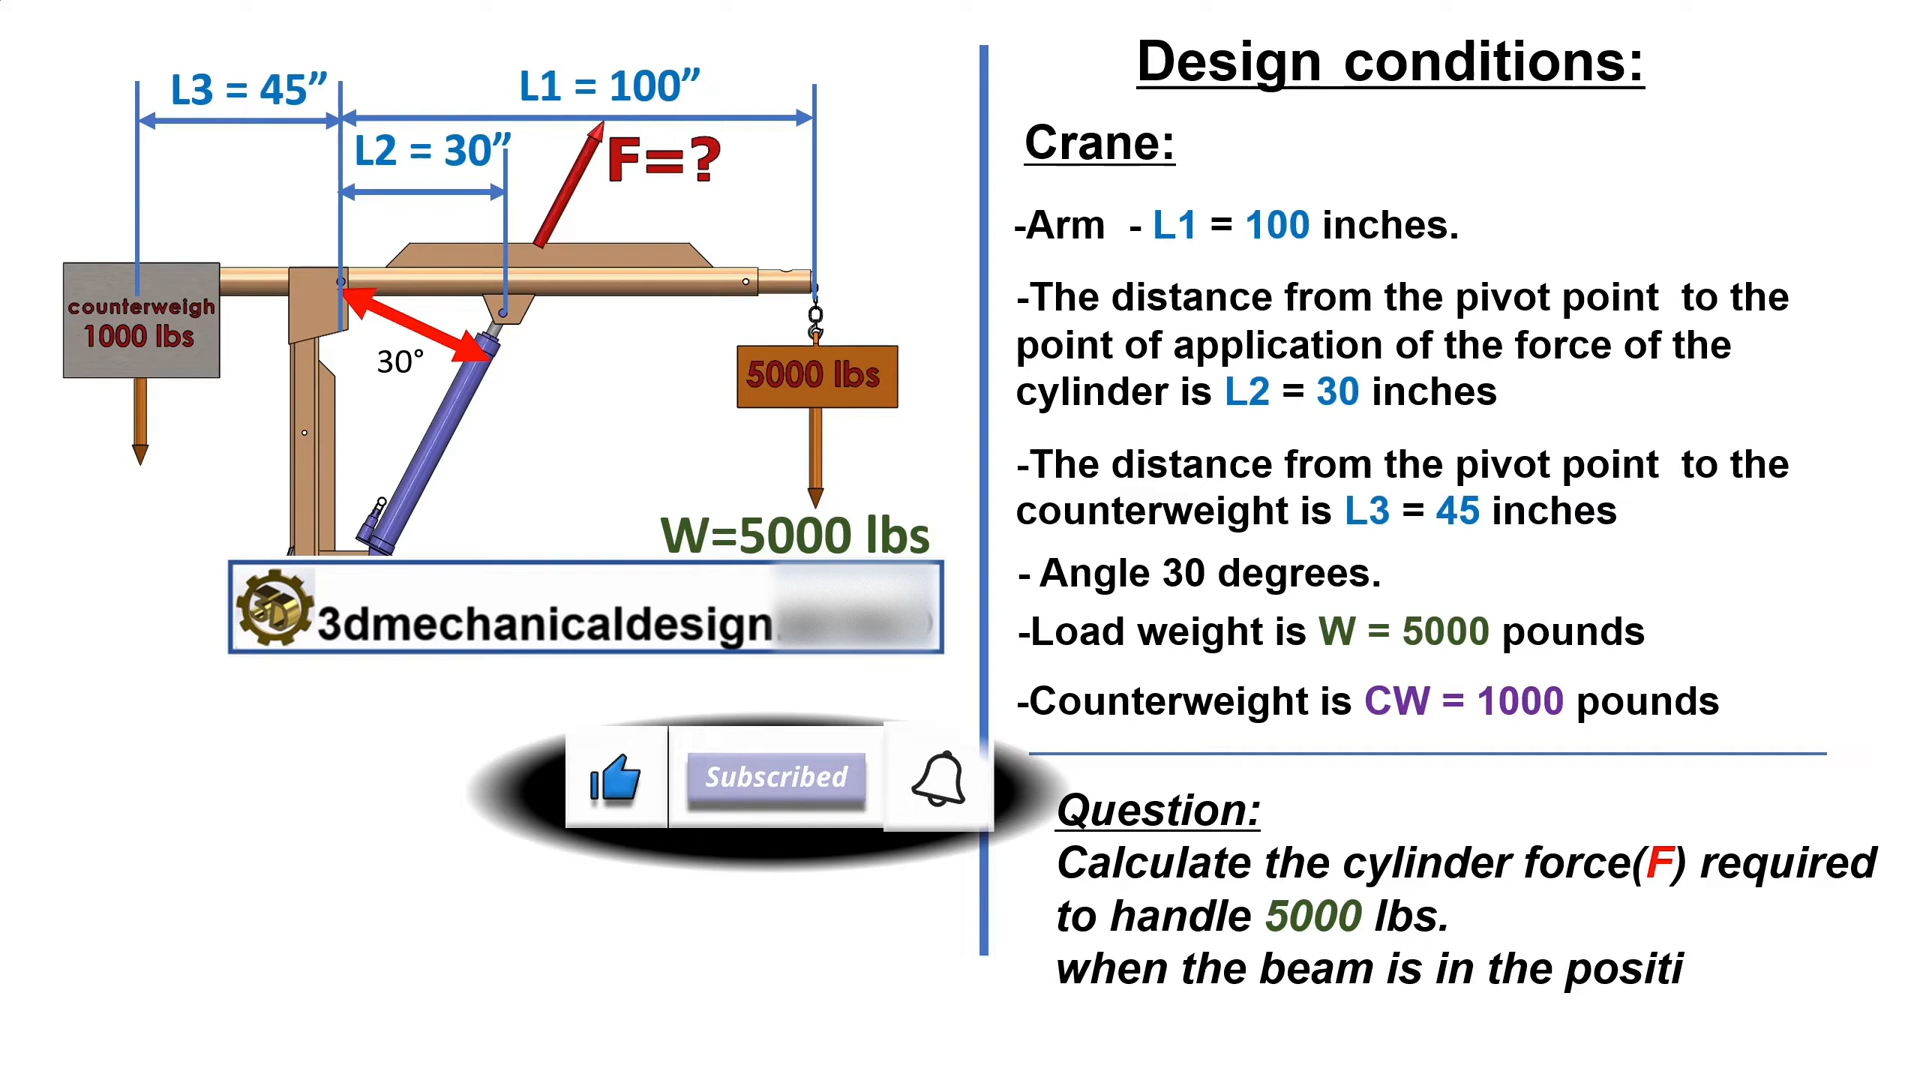 L3 = 45”
L1 = 100”
L2 = 30”
F=?
counterweigh
1000 lbs
30°
5000 lbs
W=5000 lbs
3dmechanicaldesign
Subscribed
Design conditions:
Crane:
-Arm - L1 = 100 inches.
-The distance from the pivot point to the
point of application of the force of the
cylinder is L2 = 30 inches
-The distance from the pivot point to the
counterweight is L3 = 45 inches
- Angle 30 degrees.
-Load weight is W = 5000 pounds
-Counterweight is CW = 1000 pounds
Question:
Calculate the cylinder force(F) required
to handle 5000 lbs.
when the beam is in the positi